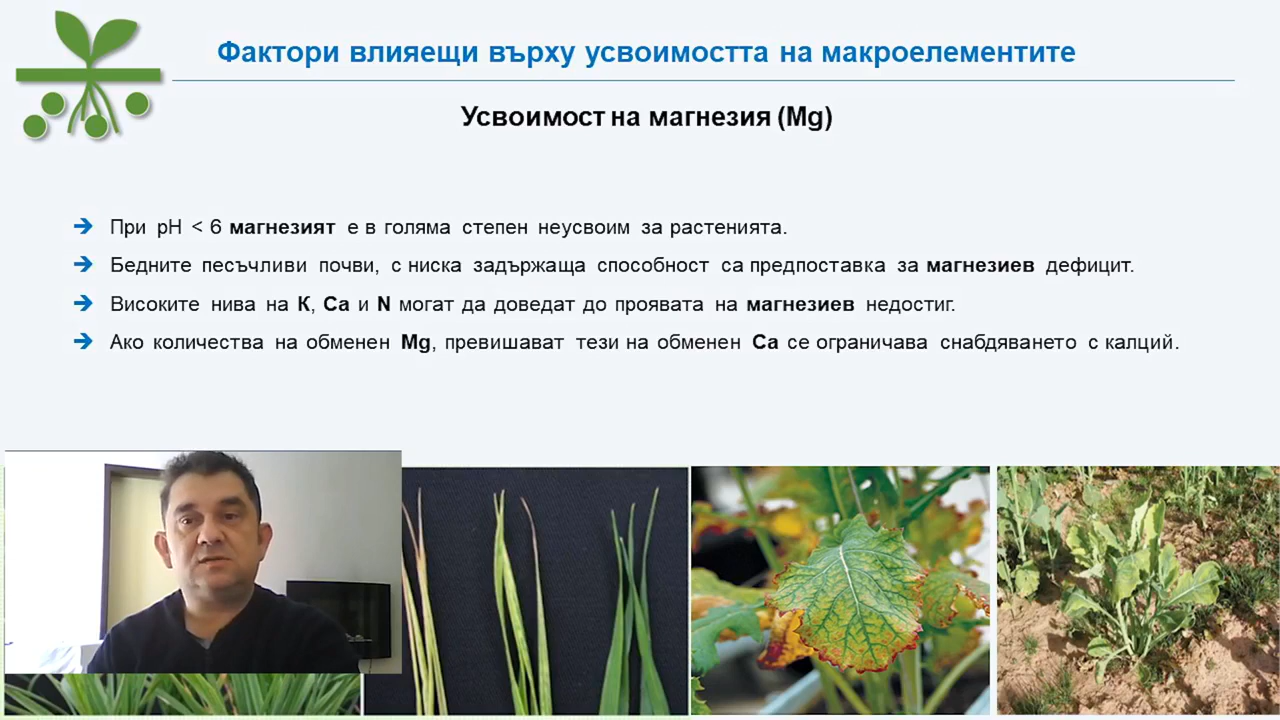 Фактори влияещи върху усвоимостта на макроелементите
Усвоимост на магнезия (Mg)
При pH < 6 магнезият е в голяма степен неусвоим за растенията.
Бедните песъчливи почви, с ниска задържаща способност са предпоставка за магнезиев дефицит.
Високите нива на К, Са и N могат да доведат до проявата на магнезиев недостиг.
Ако количества на обменен Mg, превишават тези на обменен Са се ограничава снабдяването с калций.